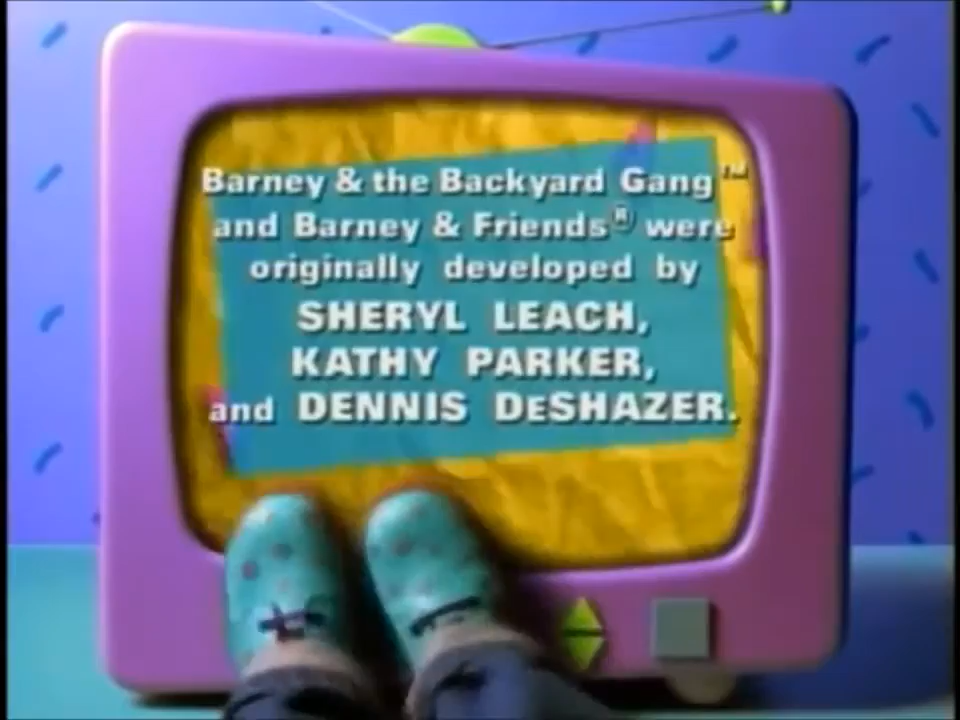 Barney & the Backyard Gang™
and Barney & Friends® were
originally developed by
SHERYL LEACH,
KATHY PARKER,
and DENNIS DeSHAZER.